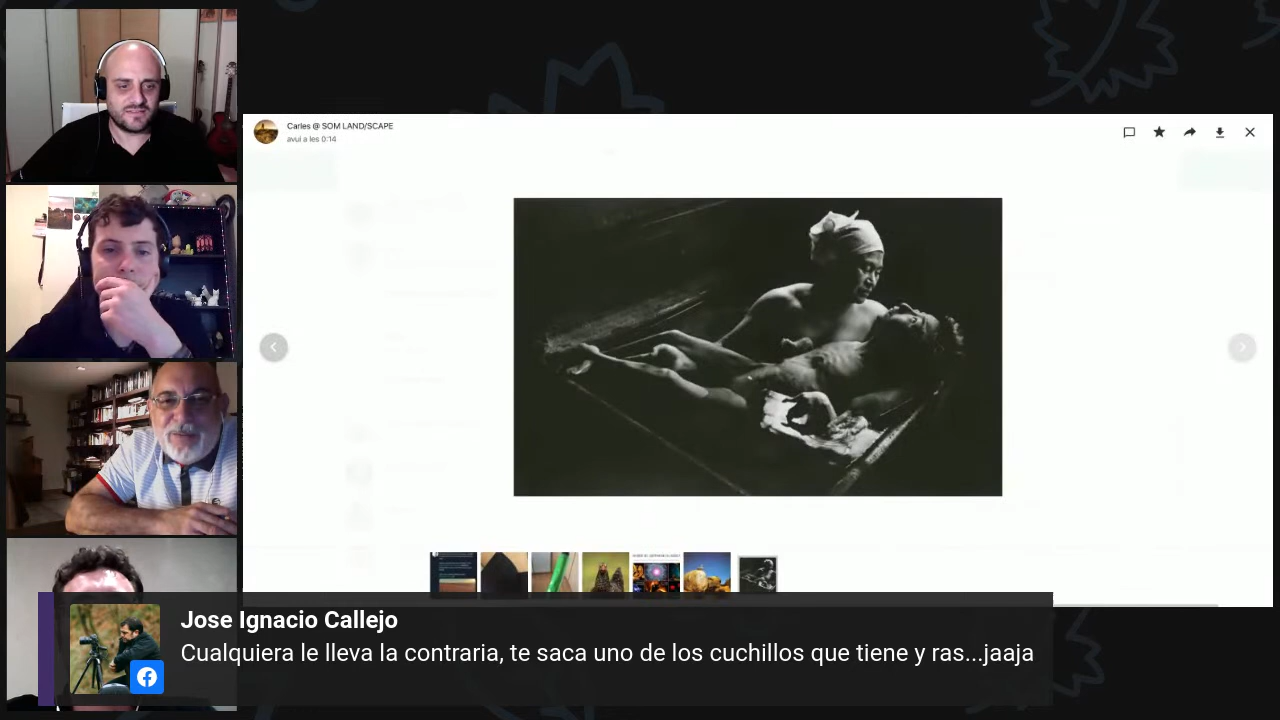 Carles @ SOM LAND/SCAPE
avui a les 0:14
Jose Ignacio Callejo
Cualquiera le lleva la contraria, te saca uno de los cuchillos que tiene y ras...jaaja